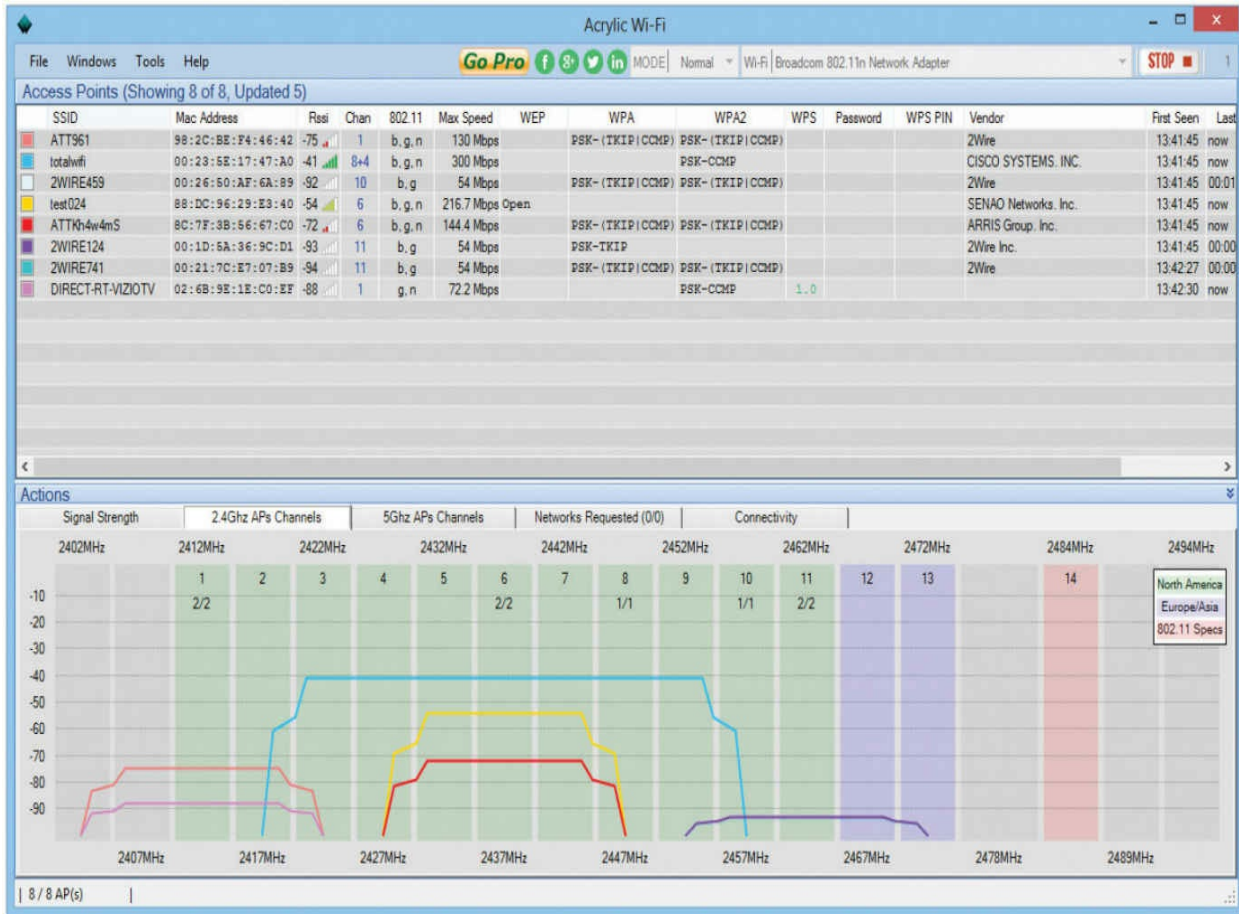 Acrylic Wi-Fi
File Windows Tools Help Go Pro MODE Normal Wi-Fi Broadcom 802.11n Network Adapter STOP 1
Access Points (Showing 8 of 8, Updated 5)
SSID Mac Address Rssi Chan 802.11 Max Speed WEP WPA WPA2 WPS Password WPS PIN Vendor First Seen Last
ATT961 98:2C:BE:F4:46:42 -75 1 b, g, n 130 Mbps PSK-(TKIP|CCMP) PSK-(TKIP|CCMP) 2Wire 13:41:45 now
totalwifi 00:23:5E:17:47:A0 -41 8+4 b, g, n 300 Mbps PSK-CCMP CISCO SYSTEMS. INC. 13:41:45 now
2WIRE459 00:26:50:AF:6A:89 -92 10 b, g 54 Mbps PSK-(TKIP|CCMP) PSK-(TKIP|CCMP) 2Wire 13:41:45 00:01
test024 88:DC:96:29:E3:40 -54 6 b, g, n 216.7 Mbps Open SENAO Networks. Inc. 13:41:45 now
ATTKh4w4mS 8C:7F:3B:56:67:C0 -72 6 b, g, n 144.4 Mbps PSK-(TKIP|CCMP) PSK-(TKIP|CCMP) ARRIS Group. Inc. 13:41:45 now
2WIRE124 00:1D:5A:36:9C:D1 -93 11 b, g 54 Mbps PSK-TKIP 2Wire Inc. 13:41:45 00:00
2WIRE741 00:21:7C:E7:07:B9 -94 11 b, g 54 Mbps PSK-(TKIP|CCMP) PSK-(TKIP|CCMP) 2Wire 13:42:27 00:00
DIRECT-RT-VIZIOTV 02:6B:9E:1E:C0:EF -88 1 g, n 72.2 Mbps PSK-CCMP 1.0 13:42:30 now
Actions
Signal Strength 2.4Ghz APs Channels 5Ghz APs Channels Networks Requested (0/0) Connectivity
2402MHz 2412MHz 2422MHz 2432MHz 2442MHz 2452MHz 2462MHz 2472MHz 2484MHz 2494MHz
1 2 3 4 5 6 7 8 9 10 11 12 13 14
2/2 2/2 1/1 1/1 2/2
North America
Europe/Asia
802.11 Specs
-10
-20
-30
-40
-50
-60
-70
-80
-90
2407MHz 2417MHz 2427MHz 2437MHz 2447MHz 2457MHz 2467MHz 2478MHz 2489MHz
8 / 8 AP(s)